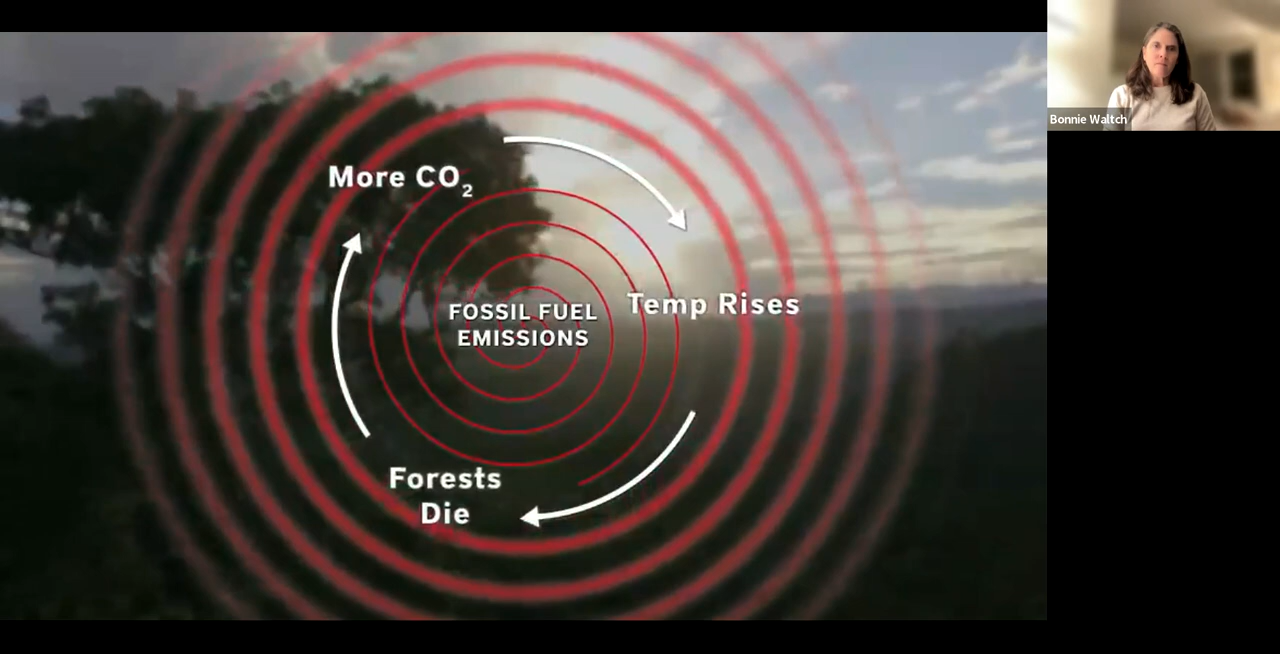 More CO₂
FOSSIL FUEL
EMISSIONS
Temp Rises
Forests
Die
Bonnie Waltch